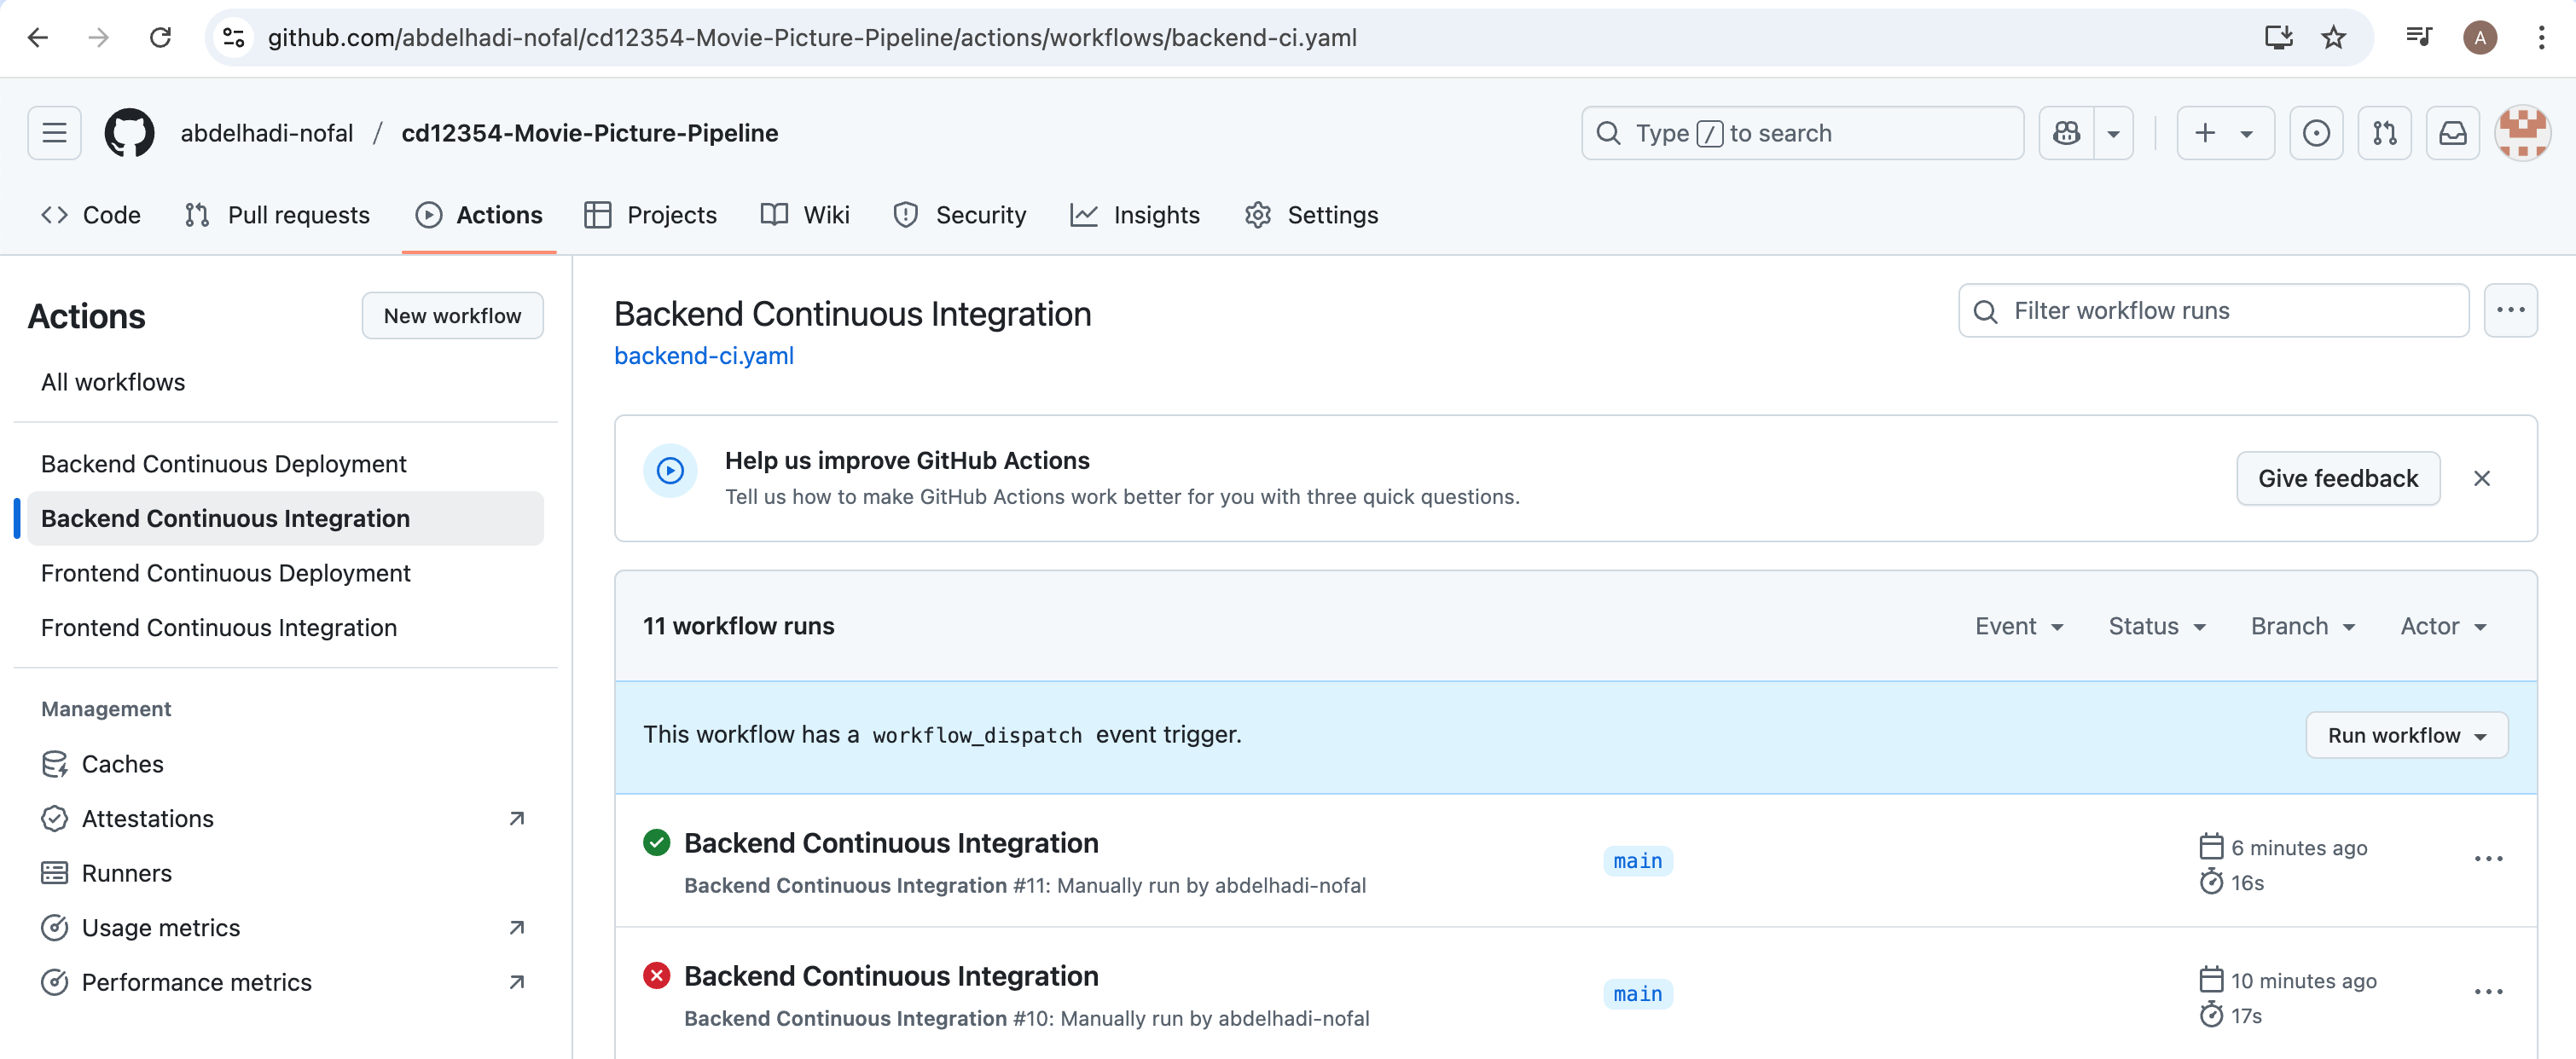 github.com/abdelhadi-nofal/cd12354-Movie-Picture-Pipeline/actions/workflows/backend-ci.yaml
A
abdelhadi-nofal / cd12354-Movie-Picture-Pipeline
Type / to search
Code
Pull requests
Actions
Projects
Wiki
Security
Insights
Settings
Actions
New workflow
All workflows
Backend Continuous Deployment
Backend Continuous Integration
Frontend Continuous Deployment
Frontend Continuous Integration
Management
Caches
Attestations
Runners
Usage metrics
Performance metrics
Backend Continuous Integration
backend-ci.yaml
Filter workflow runs
Help us improve GitHub Actions
Tell us how to make GitHub Actions work better for you with three quick questions.
Give feedback
11 workflow runs
Event
Status
Branch
Actor
This workflow has a workflow_dispatch event trigger.
Run workflow
Backend Continuous Integration
Backend Continuous Integration #11: Manually run by abdelhadi-nofal
main
6 minutes ago
16s
Backend Continuous Integration
Backend Continuous Integration #10: Manually run by abdelhadi-nofal
main
10 minutes ago
17s